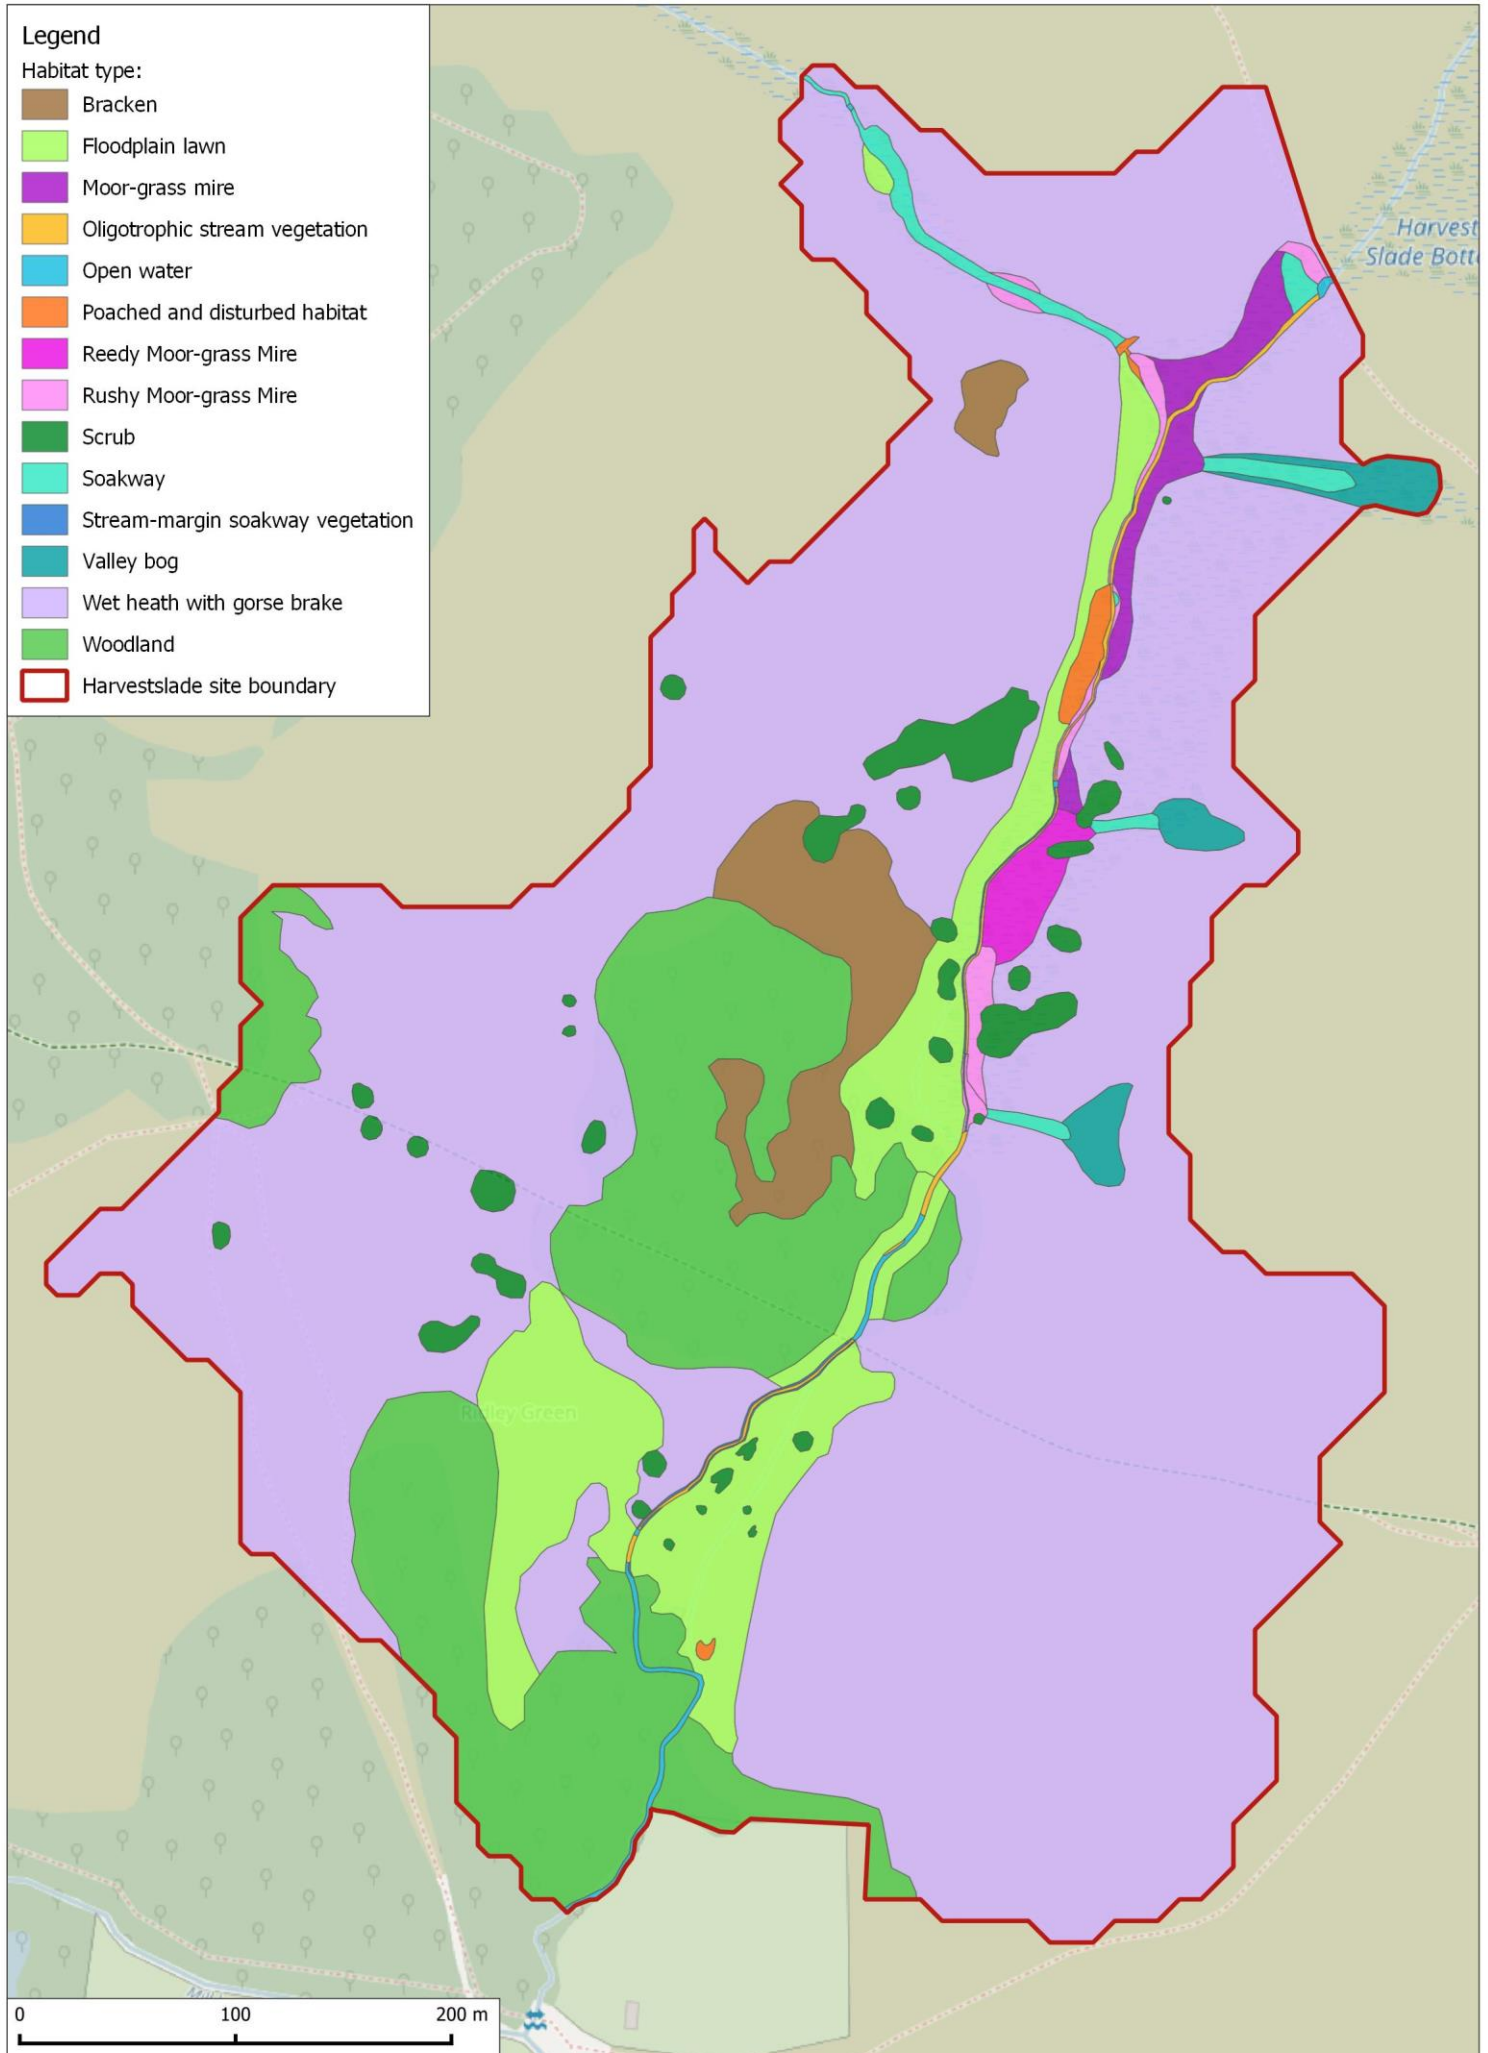 Legend
Habitat type:
Bracken
Floodplain lawn
Moor-grass mire
Oligotrophic stream vegetation
Open water
Poached and disturbed habitat
Reedy Moor-grass Mire
Rushy Moor-grass Mire
Scrub
Soakway
Stream-margin soakway vegetation
Valley bog
Wet heath with gorse brake
Woodland
Harvestslade site boundary
Harvest
Slade Bott
Ridley Green
0 100 200 m